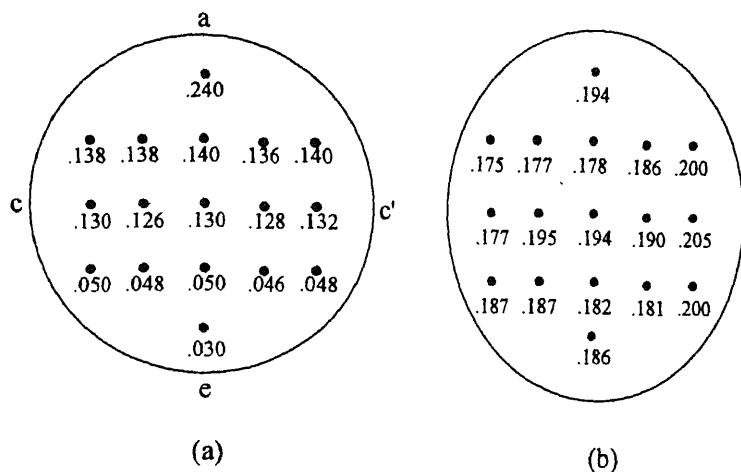 a
.240
.138 .138 .140 .136 .140
c c'
.130 .126 .130 .128 .132
.050 .048 .050 .046 .048
.030
e
(a)
.194
.175 .177 .178 .186 .200
.177 .195 .194 .190 .205
.187 .187 .182 .181 .200
.186
(b)